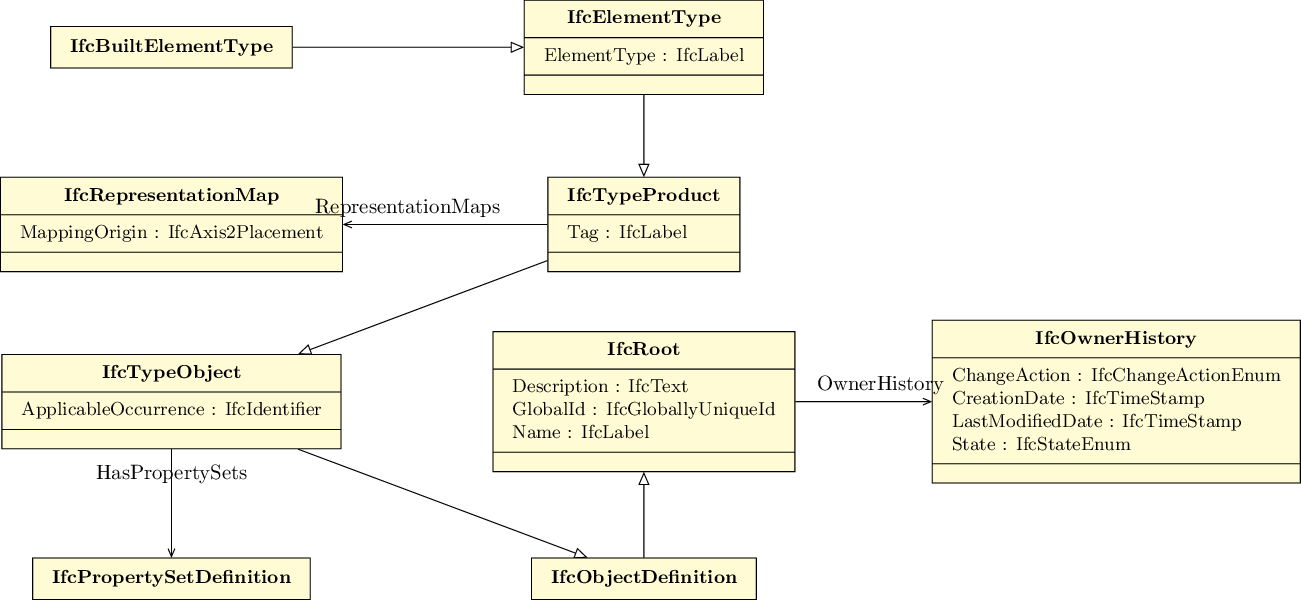 IfcBuiltElementType
IfcElementType
ElementType : IfcLabel
IfcRepresentationMap
MappingOrigin : IfcAxis2Placement
RepresentationMaps
IfcTypeProduct
Tag : IfcLabel
IfcTypeObject
ApplicableOccurrence : IfcIdentifier
IfcRoot
Description : IfcText
GlobalId : IfcGloballyUniqueId
Name : IfcLabel
OwnerHistory
IfcOwnerHistory
ChangeAction : IfcChangeActionEnum
CreationDate : IfcTimeStamp
LastModifiedDate : IfcTimeStamp
State : IfcStateEnum
HasPropertySets
IfcPropertySetDefinition
IfcObjectDefinition